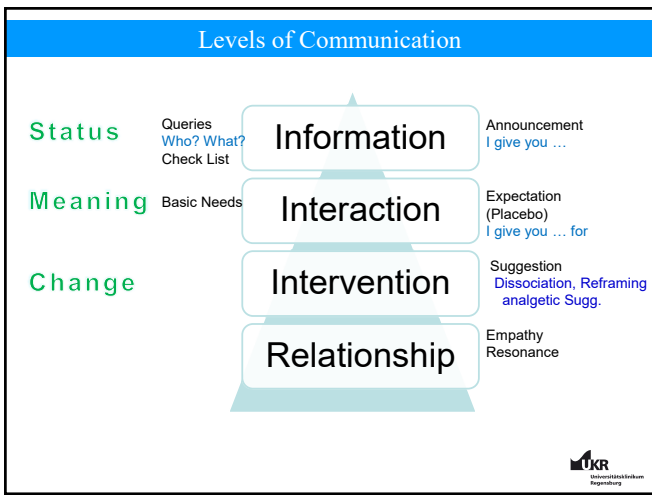 Levels of Communication
Status
Queries
Who? What?
Check List
Information
Announcement
I give you …
Meaning
Basic Needs
Interaction
Expectation
(Placebo)
I give you … for
Change
Intervention
Suggestion
Dissociation, Reframing
analgetic Sugg.
Relationship
Empathy
Resonance
UKR
Universitätsklinikum
Regensburg